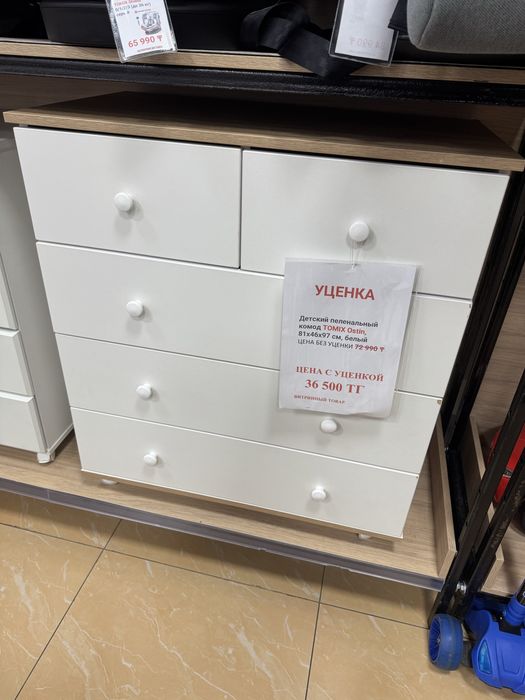 TOMIX
65 990 ₸
УЦЕНКА
Детский пеленальный
комод TOMIX Ostin,
81x46x97 см, белый
ЦЕНА БЕЗ УЦЕНКИ 72 990 ₸
ЦЕНА С УЦЕНКОЙ
36 500 ТГ
ВИТРИННЫЙ ТОВАР